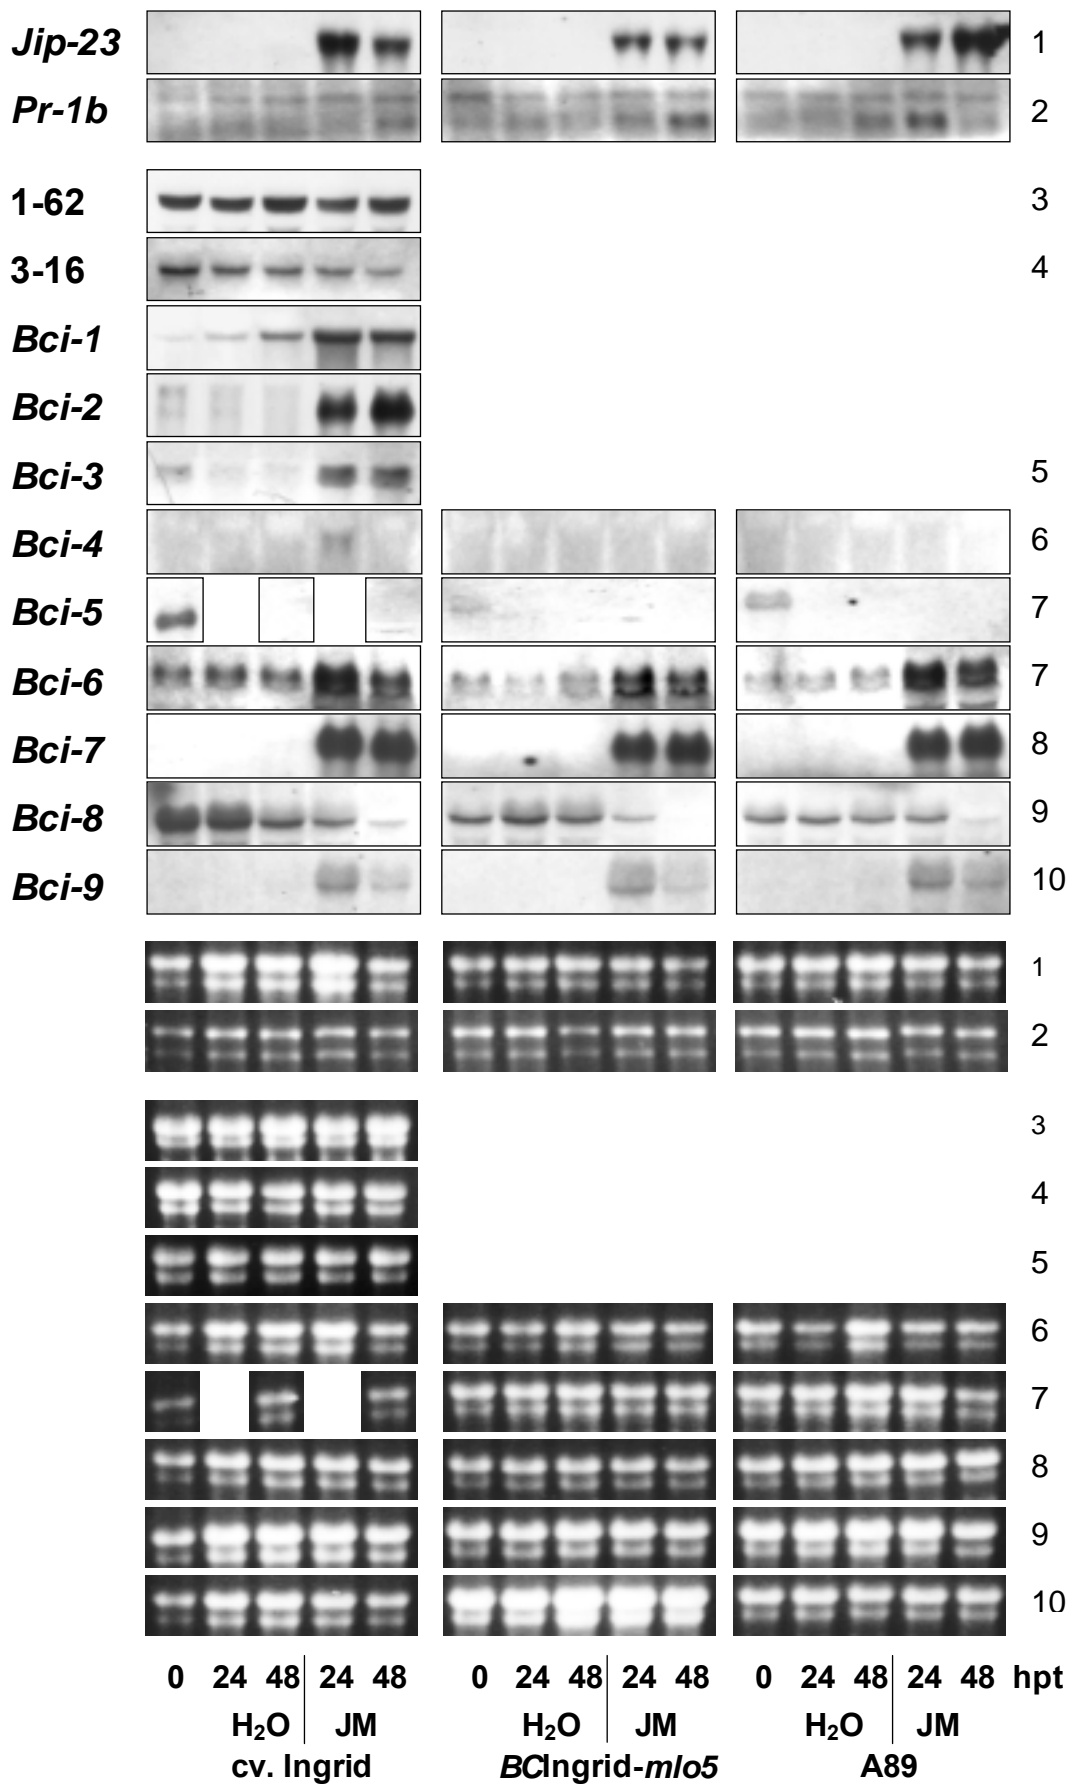 Jip-23 1
Pr-1b 2
1-62 3
3-16 4
Bci-1
Bci-2
Bci-3 5
Bci-4 6
Bci-5 7
Bci-6 7
Bci-7 8
Bci-8 9
Bci-9 10
1
2
3
4
5
6
7
8
9
10
0 24 48 24 48 0 24 48 24 48 0 24 48 24 48 hpt
H₂O JM H₂O JM H₂O JM
cv. Ingrid BCIngrid-mlo5 A89